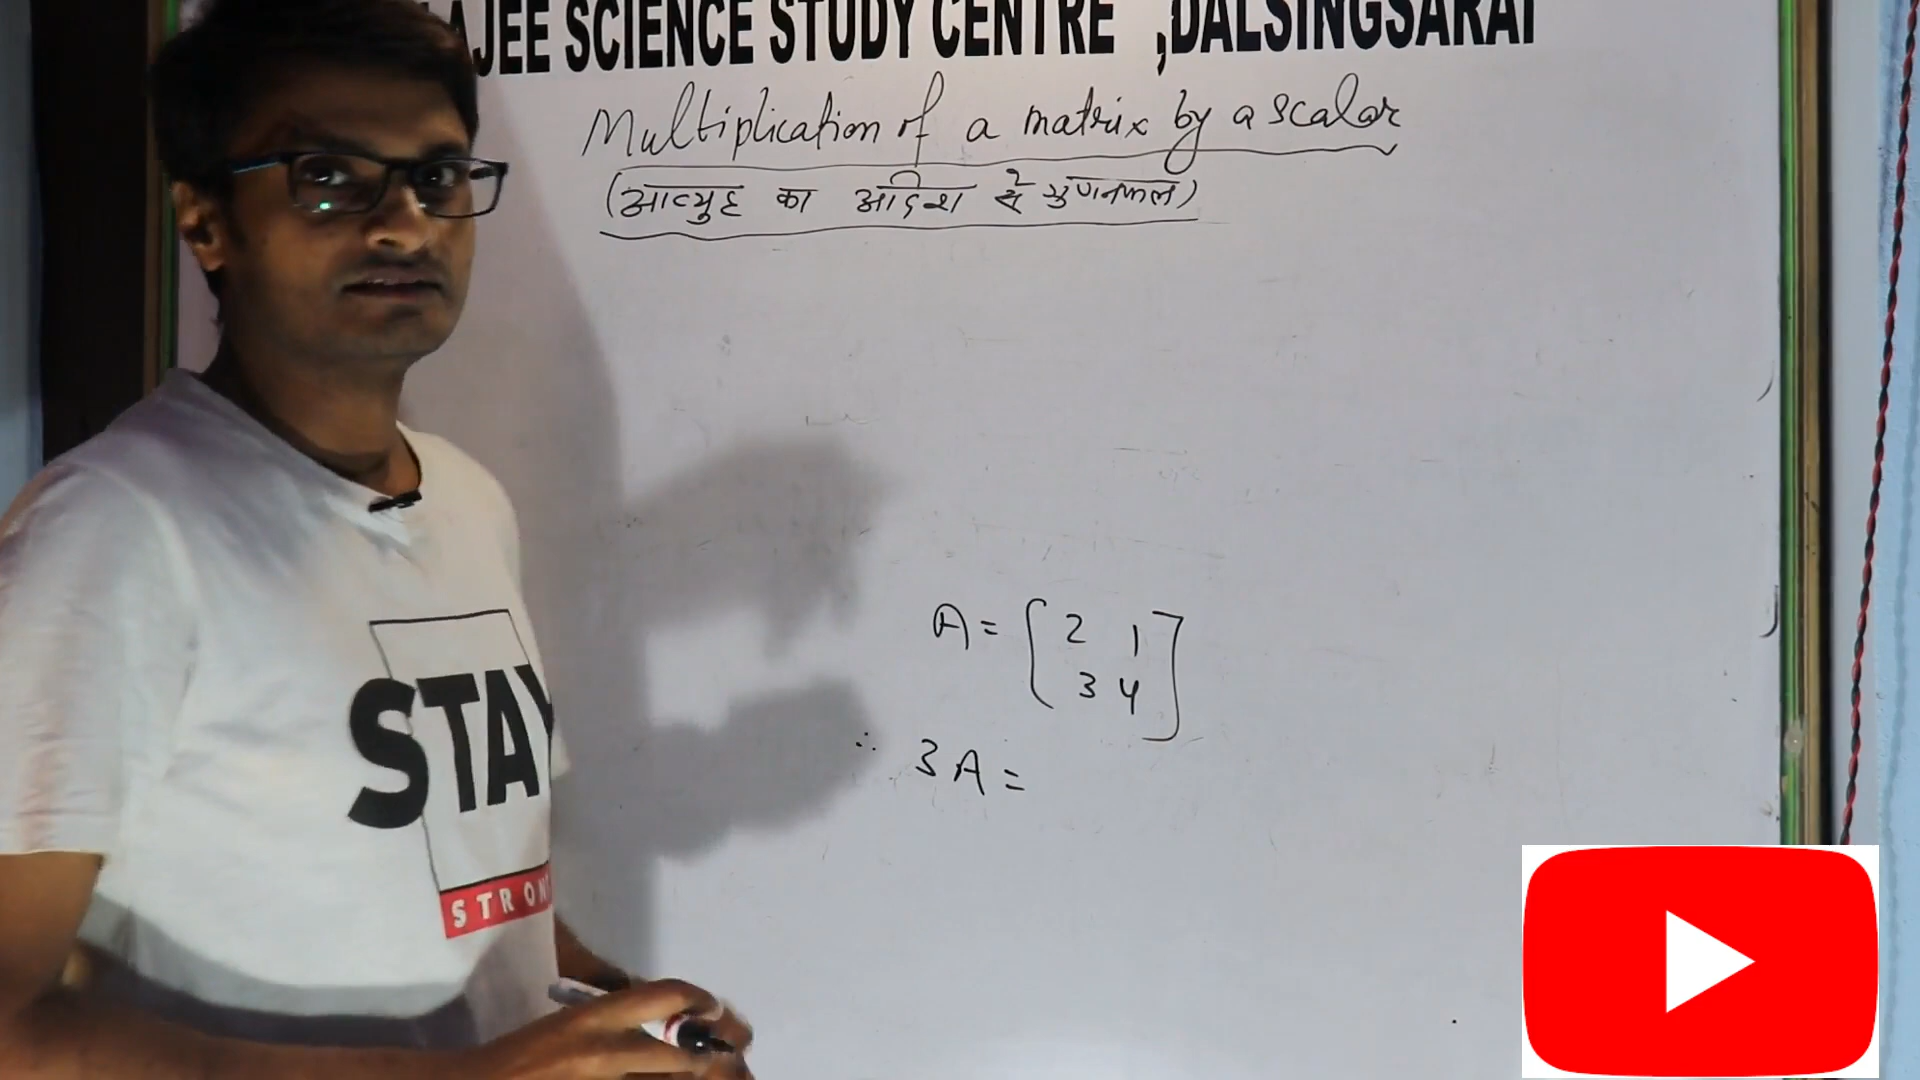 AJEE SCIENCE STUDY CENTRE ,DALSINGSARAI
Multiplication of a matrix by a scalar
(आव्युह का अदिश से गुणनफल)
A = [ 2 1
3 4 ]
∴ 3A =
STAY
STRON